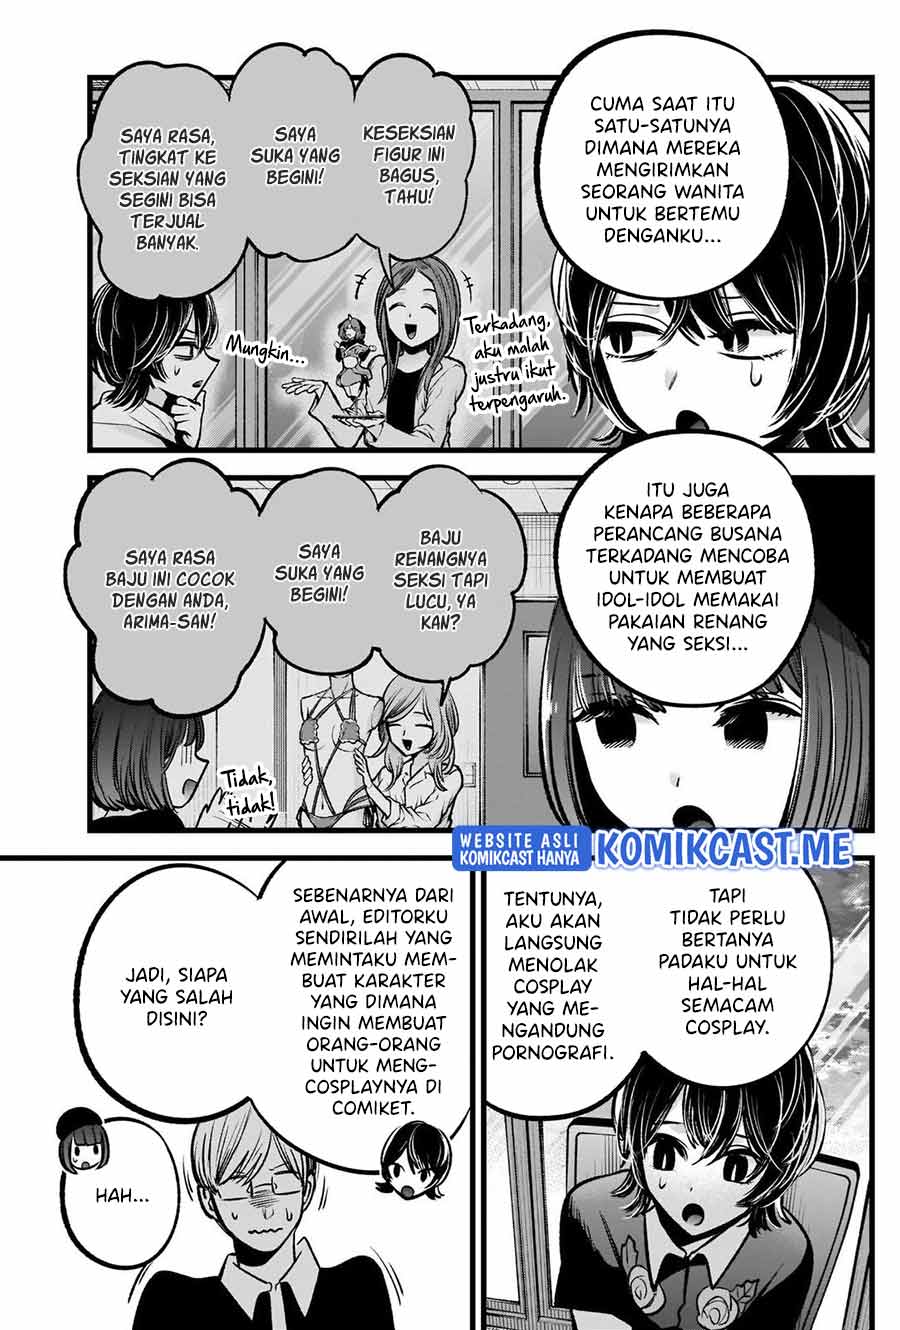 CUMA SAAT ITU
SATU-SATUNYA
DIMANA MEREKA
MENGIRIMKAN
SEORANG WANITA
UNTUK BERTEMU
DENGANKU...
KESEKSIAN
FIGUR INI
BAGUS,
TAHU!
SAYA
SUKA YANG
BEGINI!
SAYA RASA,
TINGKAT KE
SEKSIAN YANG
SEGINI BISA
TERJUAL
BANYAK.
Terkadang,
aku malah
justru ikut
terpengaruh.
Mungkin...
ITU JUGA
KENAPA BEBERAPA
PERANCANG BUSANA
TERKADANG MENCOBA
UNTUK MEMBUAT
IDOL-IDOL MEMAKAI
PAKAIAN RENANG
YANG SEKSI...
BAJU
RENANGNYA
SEKSI TAPI
LUCU, YA
KAN?
SAYA
SUKA YANG
BEGINI!
SAYA RASA
BAJU INI COCOK
DENGAN ANDA,
ARIMA-SAN!
Tidak,
tidak!
WEBSITE ASLI
KOMIKCAST HANYA
KOMIKCAST.ME
TAPI
TIDAK PERLU
BERTANYA
PADAKU UNTUK
HAL-HAL
SEMACAM
COSPLAY.
TENTUNYA,
AKU AKAN
LANGSUNG
MENOLAK
COSPLAY
YANG ME-
NGANDUNG
PORNOGRAFI.
SEBENARNYA DARI
AWAL, EDITORKU
SENDIRILAH YANG
MEMINTAKU MEM-
BUAT KARAKTER
YANG DIMANA
INGIN MEMBUAT
ORANG-ORANG
UNTUK MENG-
COSPLAYNYA DI
COMIKET.
JADI, SIAPA
YANG SALAH
DISINI?
HAH...